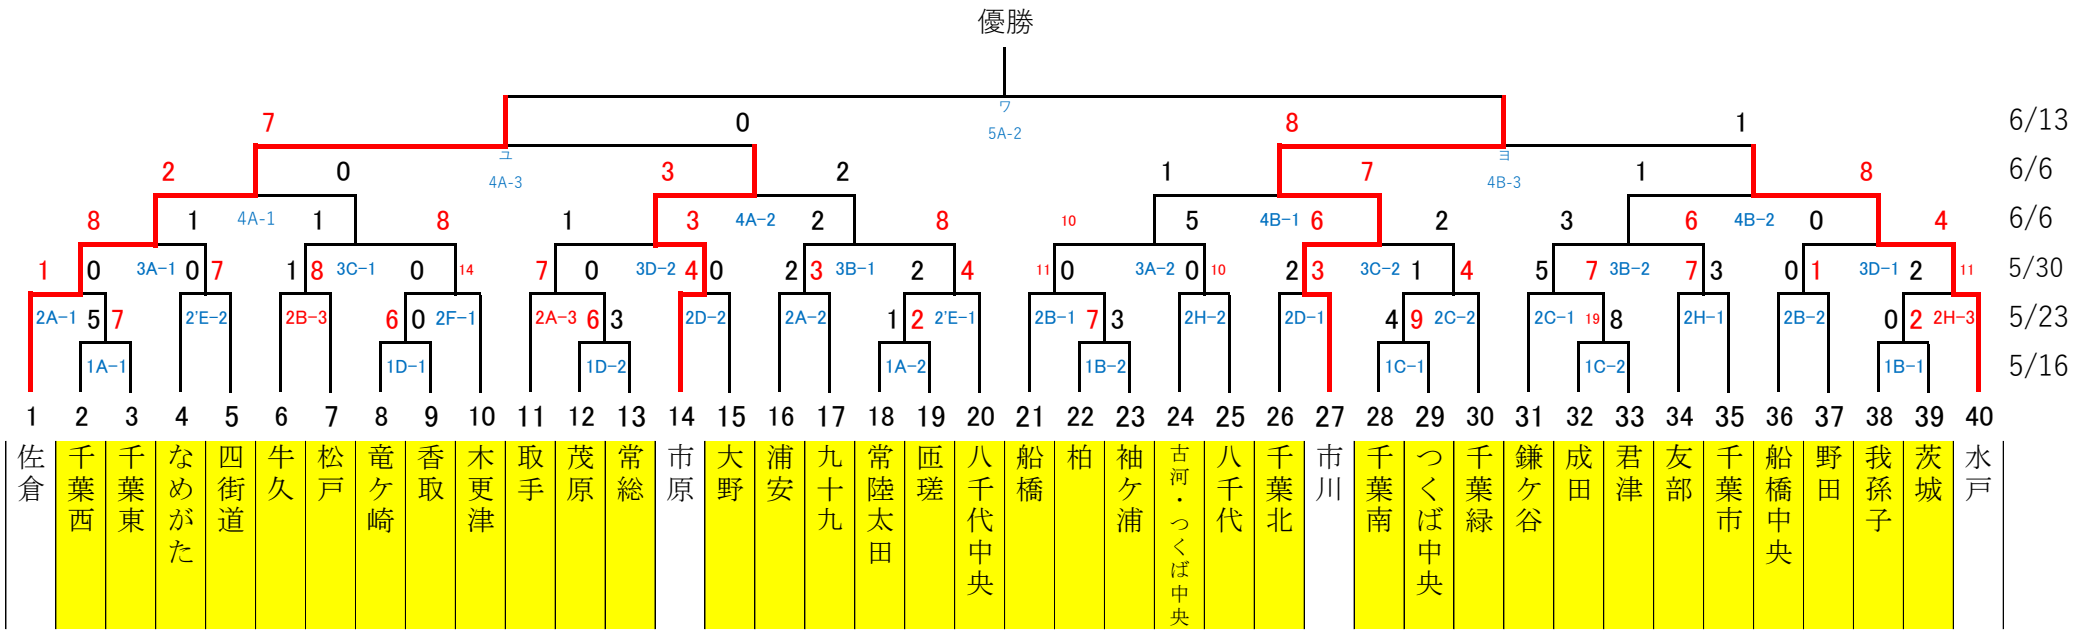 優勝
ワ
7 0 5A-2 8 1 6/13
ユ ヨ
2 0 4A-3 3 2 1 7 4B-3 1 8 6/6
8 1 4A-1 1 8 1 3 4A-2 2 8 10 5 4B-1 6 2 3 6 4B-2 0 4 6/6
1 0 3A-1 0 7 1 8 3C-1 0 14 7 0 3D-2 4 0 2 3 3B-1 2 4 11 0 3A-2 0 10 2 3 3C-2 1 4 5 7 3B-2 7 3 0 1 3D-1 2 11 5/30
2A-1 5 7 2'E-2 2B-3 6 0 2F-1 2A-3 6 3 2D-2 2A-2 1 2 2'E-1 2B-1 7 3 2H-2 2D-1 4 9 2C-2 2C-1 19 8 2H-1 2B-2 0 2 2H-3 5/23
1A-1 1D-1 1D-2 1A-2 1B-2 1C-1 1C-2 1B-1 5/16
1 2 3 4 5 6 7 8 9 10 11 12 13 14 15 16 17 18 19 20 21 22 23 24 25 26 27 28 29 30 31 32 33 34 35 36 37 38 39 40
佐倉
千葉西
千葉東
なめがた
四街道
牛久
松戸
竜ケ崎
香取
木更津
取手
茂原
常総
市原
大野
浦安
九十九
常陸太田
匝瑳
八千代中央
船橋
柏
袖ケ浦
古河・つくば中央
八千代
千葉北
市川
千葉南
つくば中央
千葉緑
鎌ケ谷
成田
君津
友部
千葉市
船橋中央
野田
我孫子
茨城
水戸